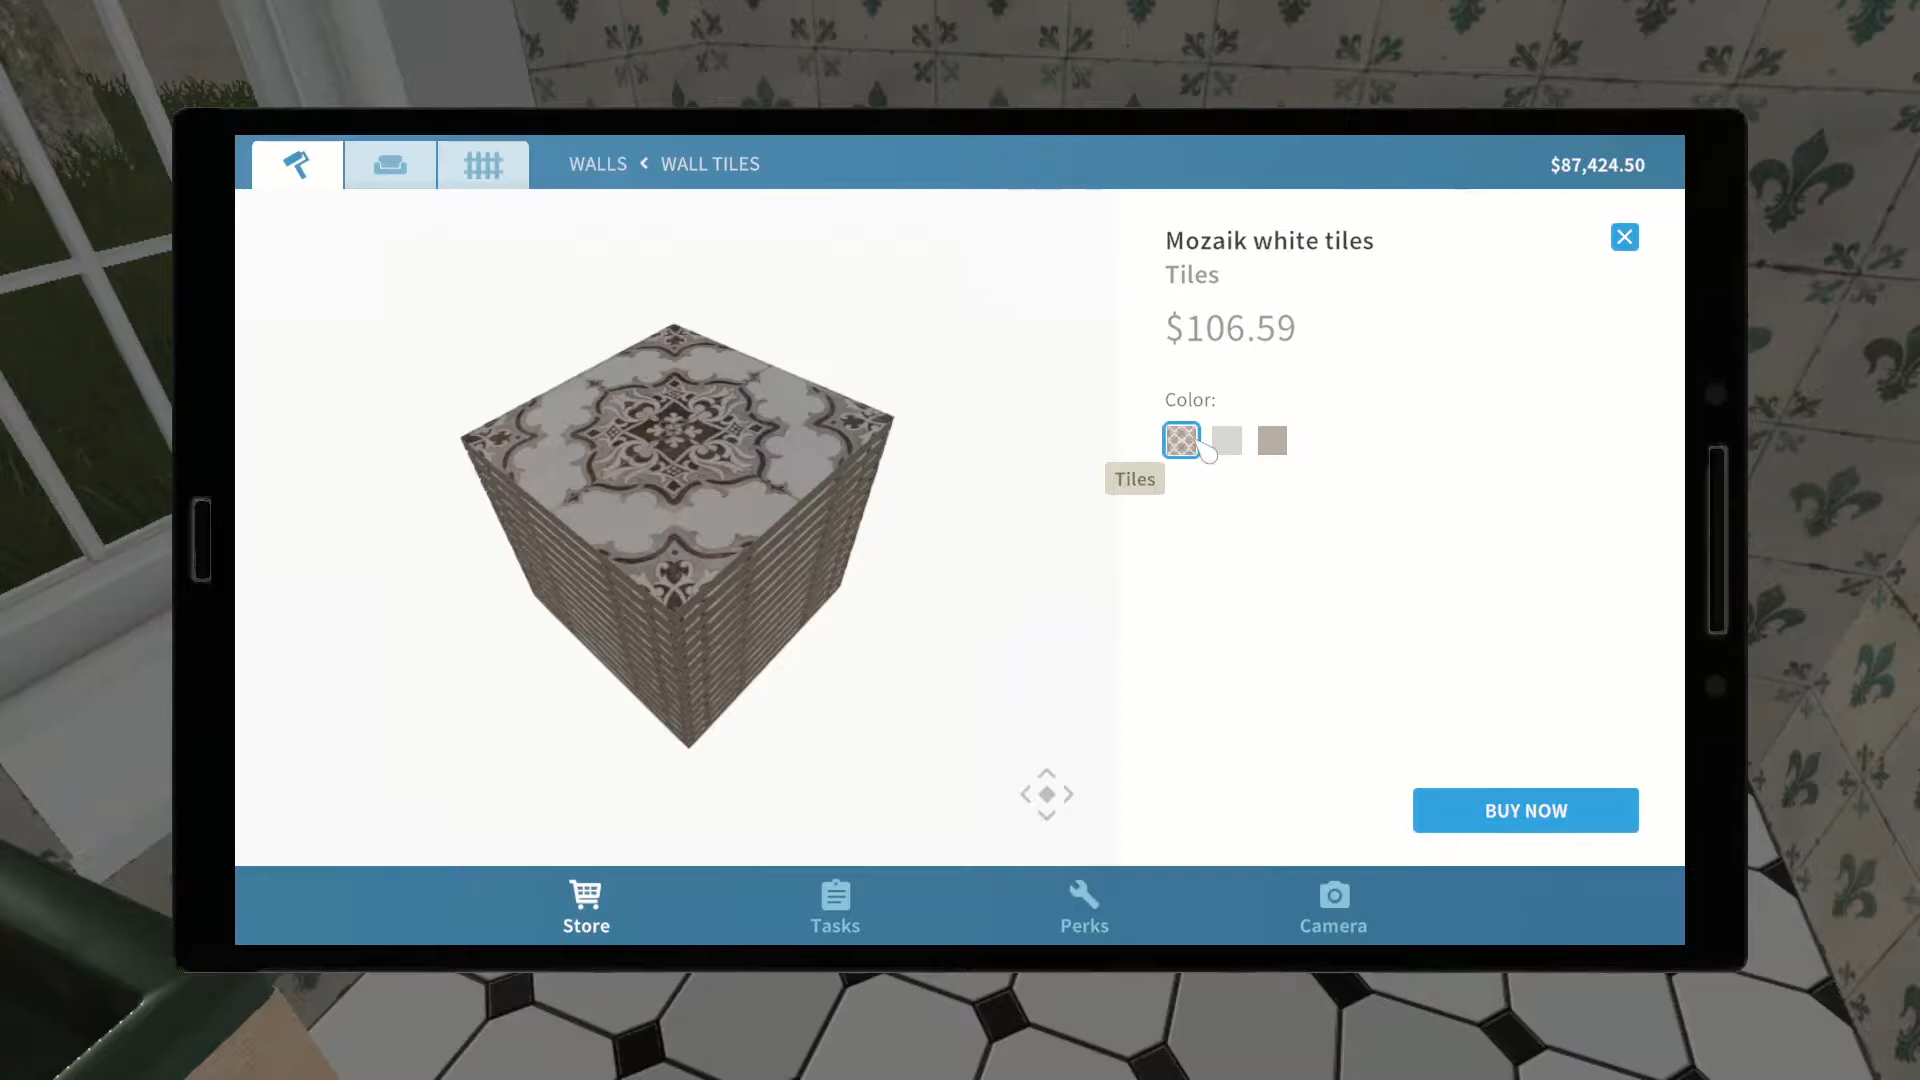 WALLS < WALL TILES
$87,424.50
Mozaik white tiles
Tiles
$106.59
Color:
Tiles
BUY NOW
Store
Tasks
Perks
Camera